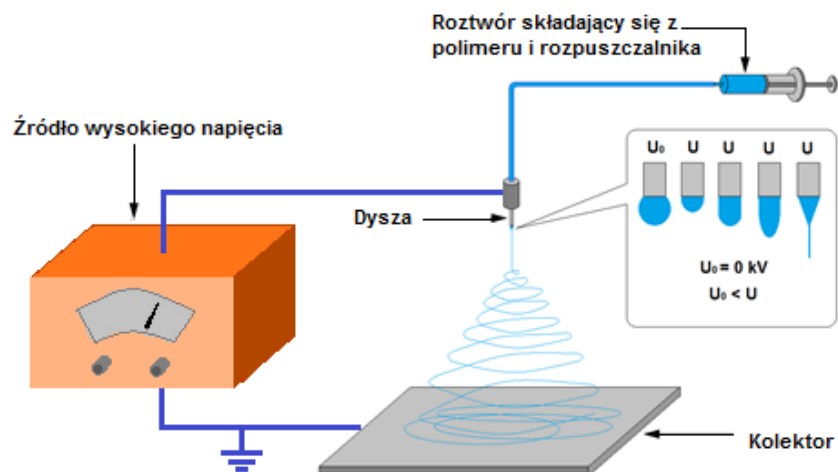 Roztwór składający się z
polimeru i rozpuszczalnika
Źródło wysokiego napięcia
U₀ U U U U
Dysza
U₀ = 0 kV
U₀ < U
Kolektor